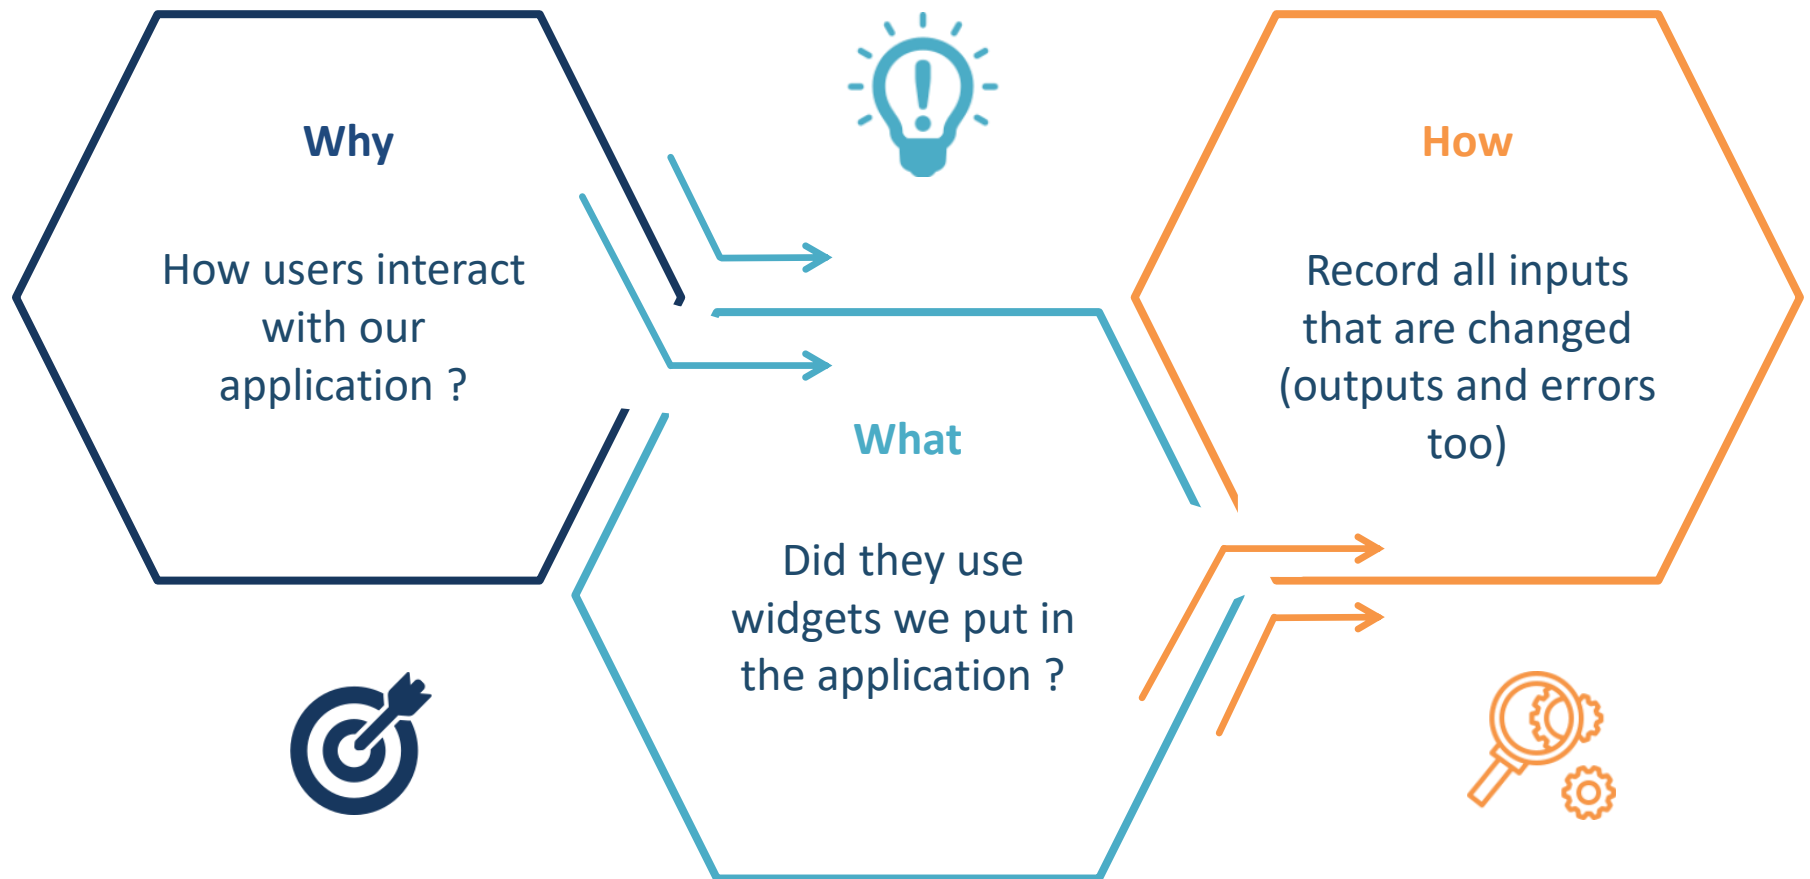 Why
How users interact
with our
application ?
What
Did they use
widgets we put in
the application ?
How
Record all inputs
that are changed
(outputs and errors
too)